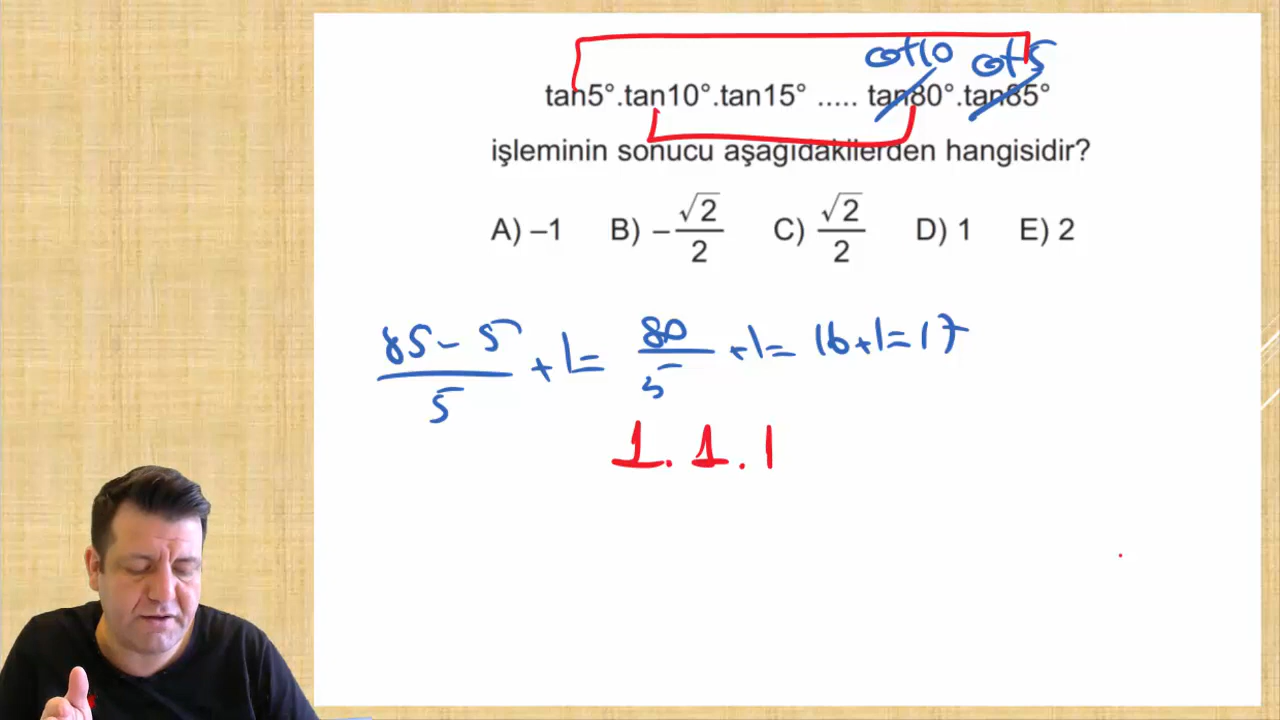 cot10 cot5
tan5°.tan10°.tan15° ..... tan80°.tan85°
işleminin sonucu aşağıdakilerden hangisidir?
A) –1 B) –√2/2 C) √2/2 D) 1 E) 2
85-5/5 +1= 80/5 +1= 16+1=17
1.1.1